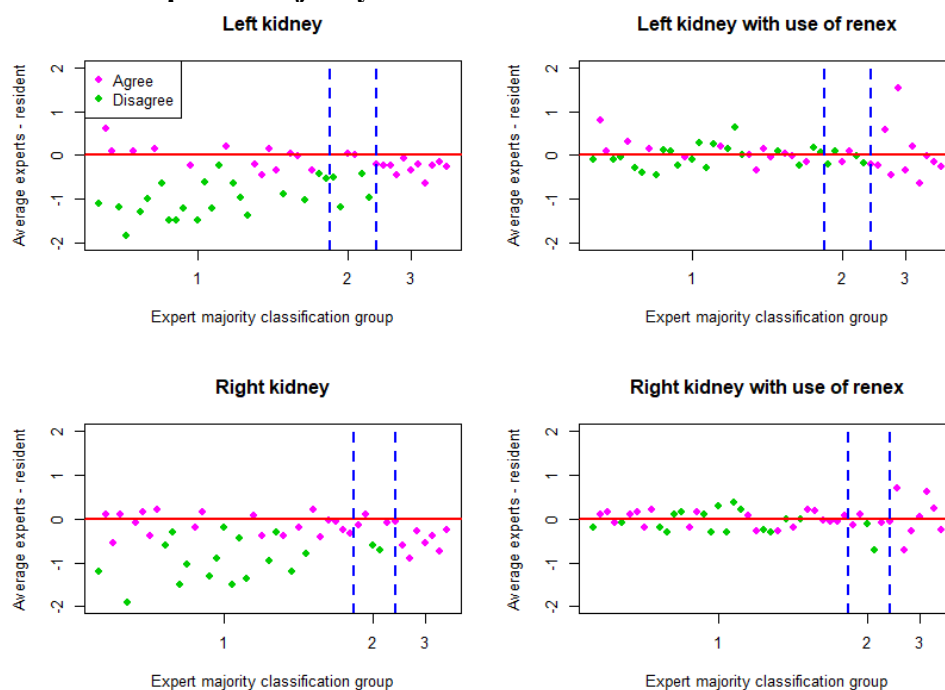 Left kidney
Left kidney with use of renex
Average experts - resident
2
1
0
-1
-2
Agree
Disagree
1
2
3
Expert majority classification group
Average experts - resident
2
1
0
-1
-2
1
2
3
Expert majority classification group
Right kidney
Right kidney with use of renex
Average experts - resident
2
1
0
-1
-2
1
2
3
Expert majority classification group
Average experts - resident
2
1
0
-1
-2
1
2
3
Expert majority classification group